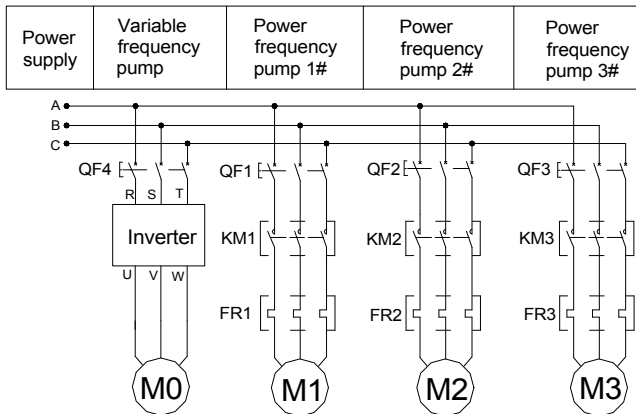 Power
supply
Variable
frequency
pump
Power
frequency
pump 1#
Power
frequency
pump 2#
Power
frequency
pump 3#
A
B
C
QF4
QF1
QF2
QF3
R S T
Inverter
KM1
KM2
KM3
U V W
FR1
FR2
FR3
M0
M1
M2
M3